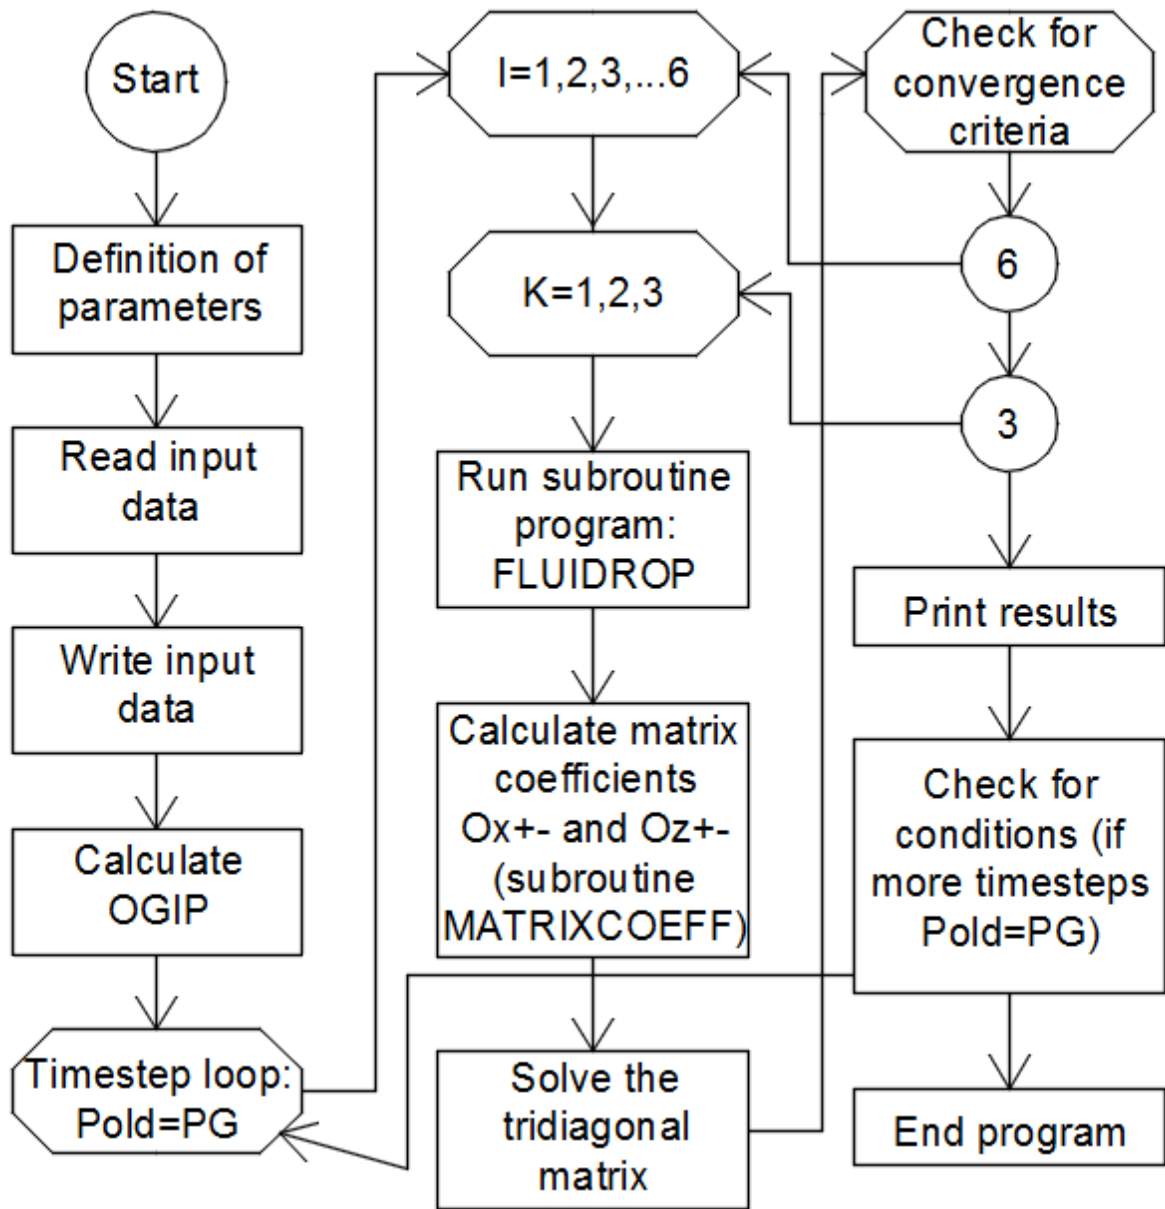 Start
Definition of
parameters
Read input
data
Write input
data
Calculate
OGIP
Timestep loop:
Pold=PG
I=1,2,3,...6
K=1,2,3
Run subroutine
program:
FLUIDROP
Calculate matrix
coefficients
Ox+- and Oz+-
(subroutine
MATRIXCOEFF)
Solve the
tridiagonal
matrix
Check for
convergence
criteria
6
3
Print results
Check for
conditions (if
more timesteps
Pold=PG)
End program